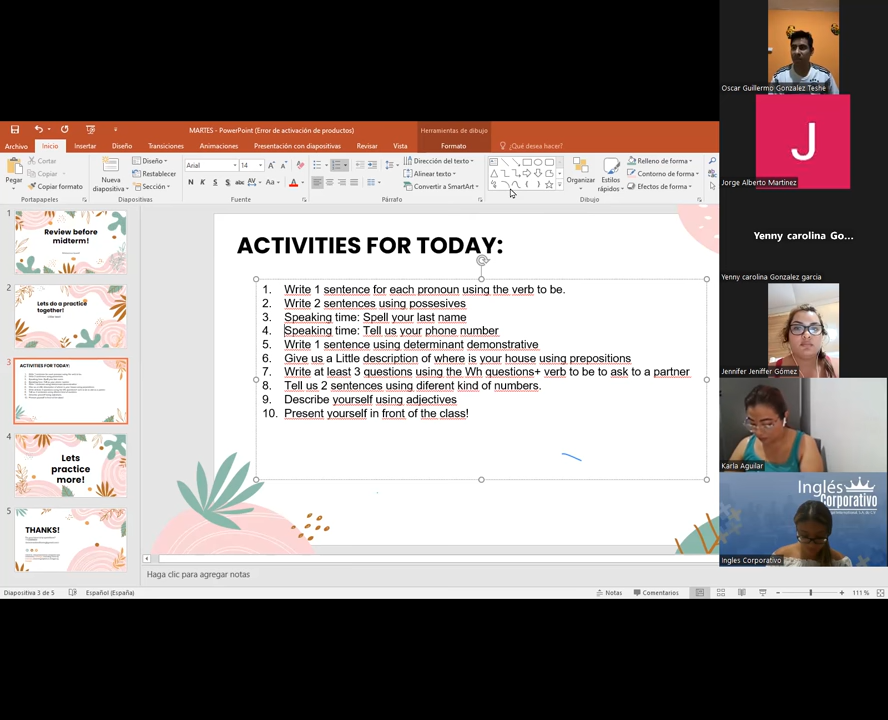 MARTES - PowerPoint (Error de activación de productos)
Herramientas de dibujo
Archivo
Inicio
Insertar
Diseño
Transiciones
Animaciones
Presentación con diapositivas
Revisar
Vista
Formato
¿Qué desea hacer?
Pegar
Cortar
Copiar
Copiar formato
Portapapeles
Nueva diapositiva
Diseño
Restablecer
Sección
Diapositivas
Arial
14
N K S
Aa
Fuente
Dirección del texto
Alinear texto
Convertir a SmartArt
Párrafo
Organizar
Estilos rápidos
Relleno de forma
Contorno de forma
Efectos de forma
Dibujo
1
Review before midterm!
2
Lets do a practice together!
3
ACTIVITIES FOR TODAY:
4
Lets practice more!
5
THANKS!
ACTIVITIES FOR TODAY:
1. Write 1 sentence for each pronoun using the verb to be.
2. Write 2 sentences using possesives
3. Speaking time: Spell your last name
4. Speaking time: Tell us your phone number
5. Write 1 sentence using determinant demonstrative
6. Give us a Little description of where is your house using prepositions
7. Write at least 3 questions using the Wh questions+ verb to be to ask to a partner
8. Tell us 2 sentences using diferent kind of numbers.
9. Describe yourself using adjectives
10. Present yourself in front of the class!
Haga clic para agregar notas
Diapositiva 3 de 5
Español (España)
Notas
Comentarios
111 %
Oscar Guillermo Gonzalez Teshe
J
Jorge Alberto Martinez
Yenny carolina Go...
Yenny carolina Gonzalez garcia
Jennifer Jeniffer Gómez
Karla Aguilar
Inglés
Corporativo
Ingles Corporativo